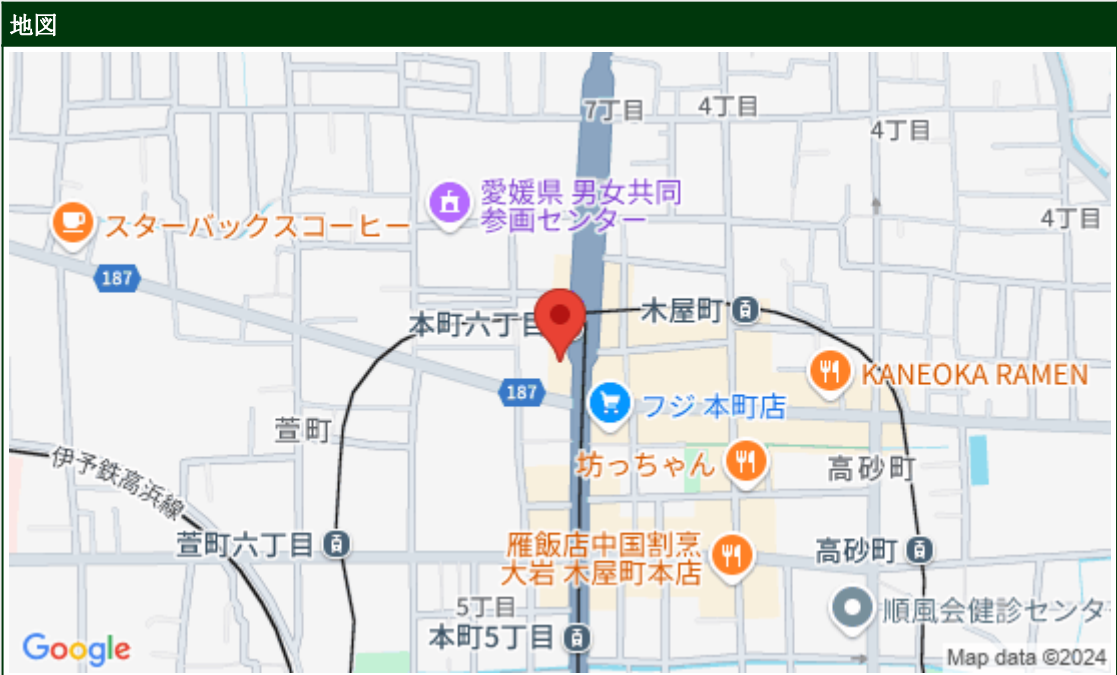 地図
7丁目
4丁目
4丁目
愛媛県 男女共同
参画センター
スターバックスコーヒー
4丁目
187
本町六丁目
木屋町
KANEOKA RAMEN
187
フジ 本町店
萱町
坊っちゃん
高砂町
伊予鉄高浜線
萱町六丁目
雁飯店中国割烹
大岩 木屋町本店
高砂町
5丁目
順風会健診センタ
本町5丁目
Google
Map data ©2024